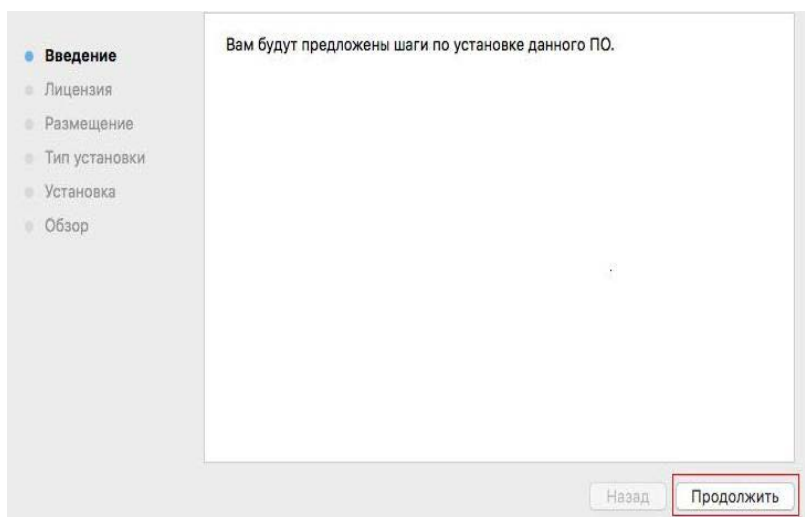 Введение
Лицензия
Размещение
Тип установки
Установка
Обзор
Вам будут предложены шаги по установке данного ПО.
Назад
Продолжить